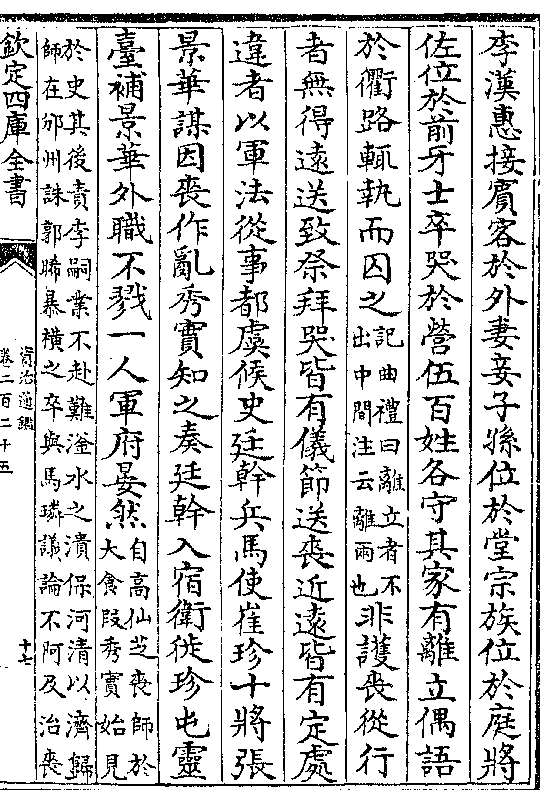 李漢惠接賓客於外妻妾子孫位於堂宗族位於庭將
佐位於前牙士卒哭於營伍百姓各守其家有離立偶語
於衢路輒執而囚之記曲禮曰離立者不
出中間注云離兩也非護喪從行
者無得遠送致祭拜哭皆有儀節送喪近遠皆有定處
違者以軍法從事都虞候史廷幹兵馬使崔珍十將張
景華謀因喪作亂秀實知之奏廷幹入宿衛徙珍屯靈
臺補景華外職不戮一人軍府晏然自高仙芝喪師於
大食段秀實始見
於史其後責李嗣業不赴難滏水之潰保河清以濟歸
師在邠州誅郭晞暴橫之卒與馬璘議論不阿及治喪
欽定四庫全書
資治通鑑
卷二百二十五
十七